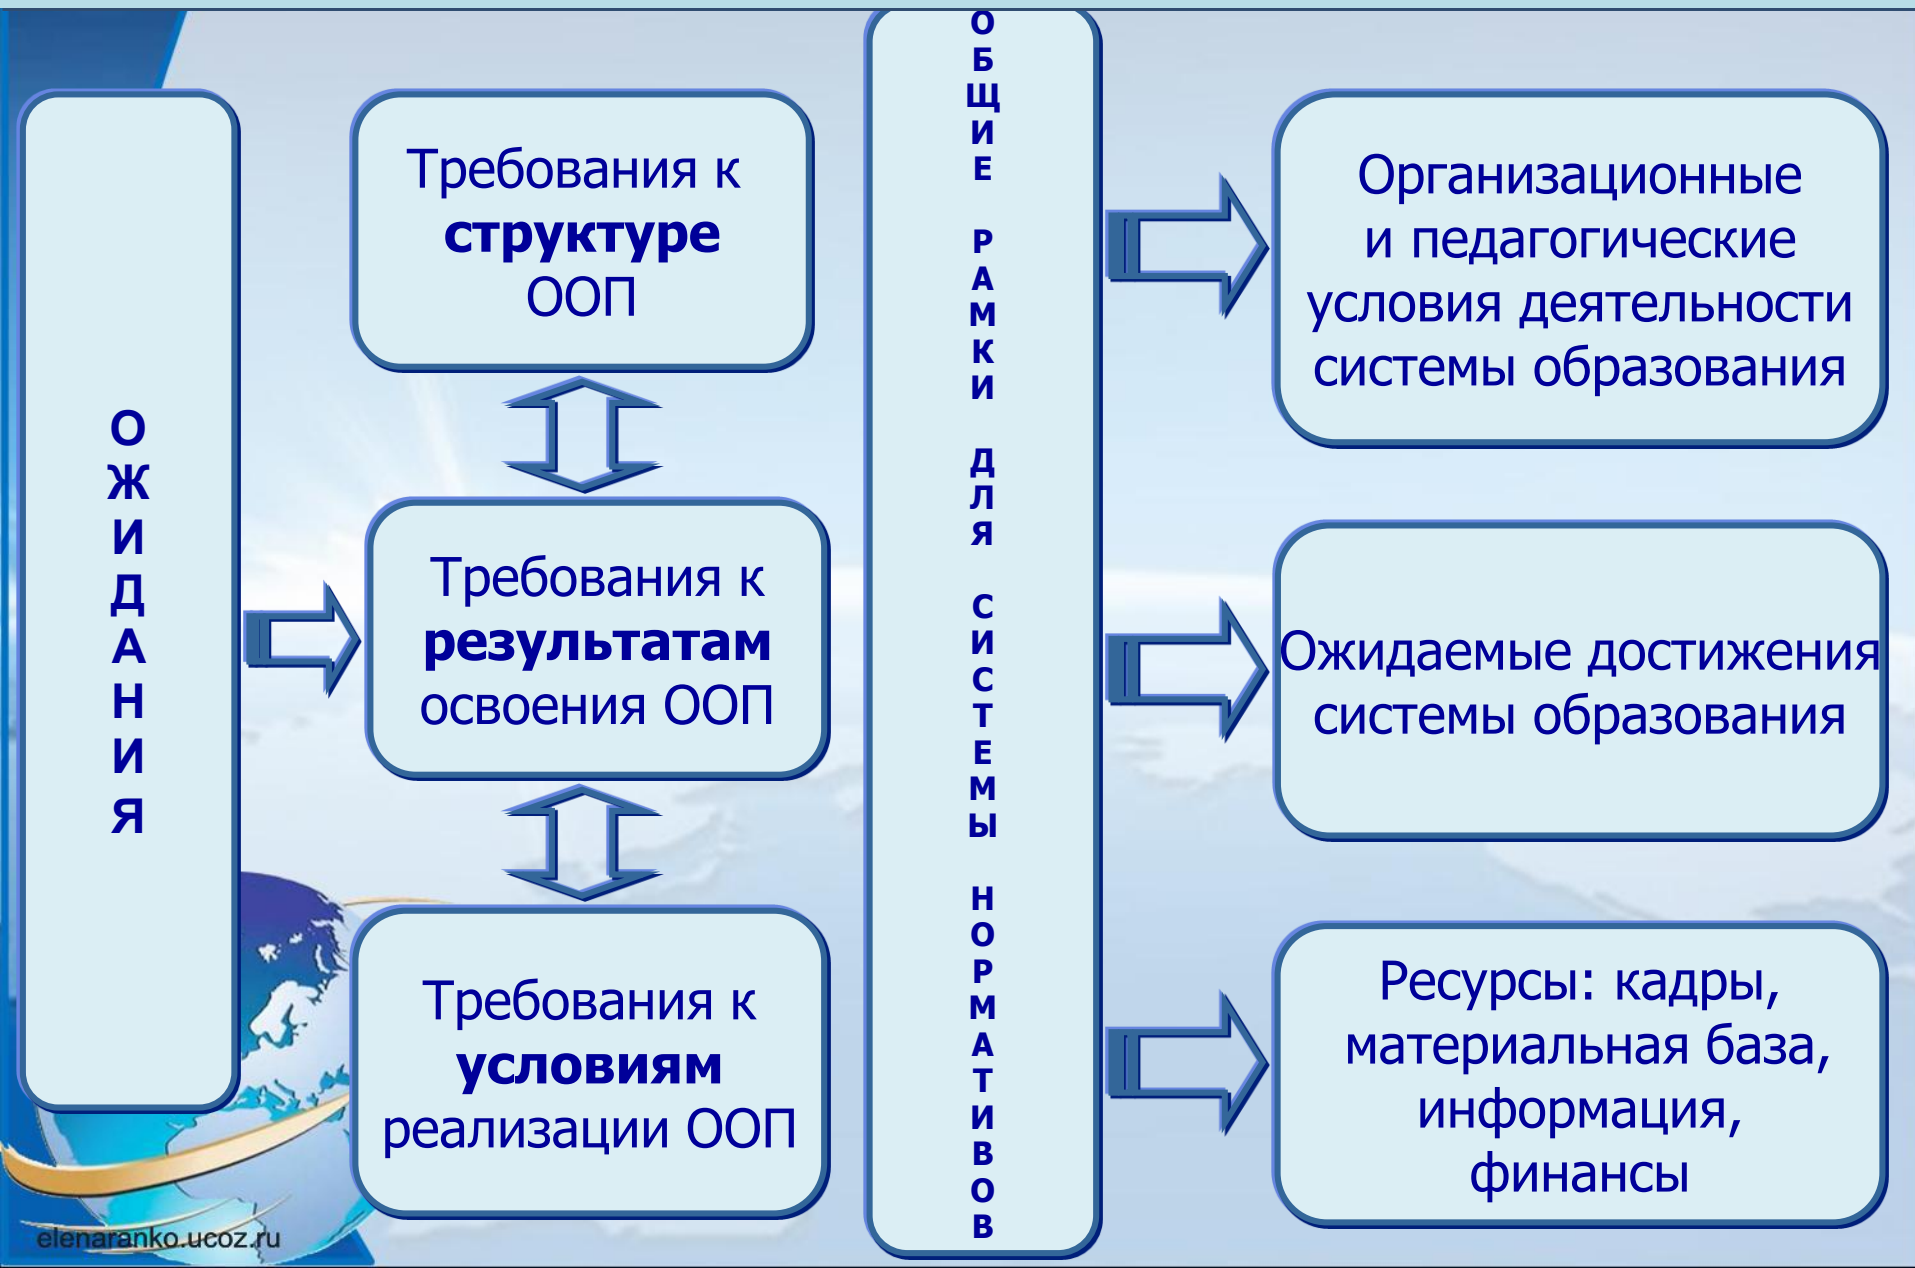 ОЖИДАНИЯ
Требования к
структуре
ООП
Требования к
результатам
освоения ООП
Требования к
условиям
реализации ООП
ОБЩИЕ РАМКИ ДЛЯ СИСТЕМЫ НОРМАТИВОВ
Организационные
и педагогические
условия деятельности
системы образования
Ожидаемые достижения
системы образования
Ресурсы: кадры,
материальная база,
информация,
финансы
elenaranko.ucoz.ru